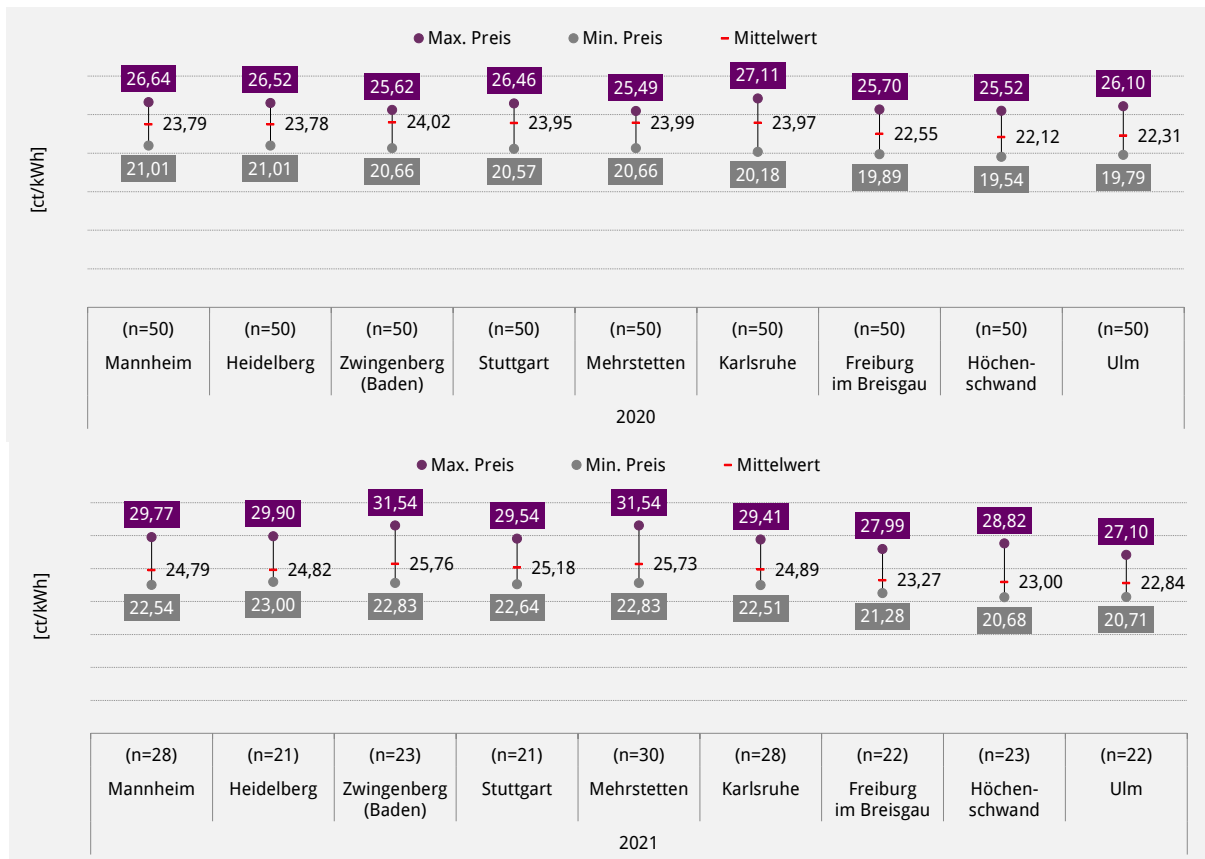 Max. Preis Min. Preis Mittelwert
[ct/kWh]
26,64 26,52 25,62 26,46 25,49 27,11 25,70 25,52 26,10
23,79 23,78 24,02 23,95 23,99 23,97 22,55 22,12 22,31
21,01 21,01 20,66 20,57 20,66 20,18 19,89 19,54 19,79
(n=50) (n=50) (n=50) (n=50) (n=50) (n=50) (n=50) (n=50) (n=50)
Mannheim Heidelberg Zwingenberg Stuttgart Mehrstetten Karlsruhe Freiburg Höchen- Ulm
(Baden) im Breisgau schwand
2020
Max. Preis Min. Preis Mittelwert
[ct/kWh]
29,77 29,90 31,54 29,54 31,54 29,41 27,99 28,82 27,10
24,79 24,82 25,76 25,18 25,73 24,89 23,27 23,00 22,84
22,54 23,00 22,83 22,64 22,83 22,51 21,28 20,68 20,71
(n=28) (n=21) (n=23) (n=21) (n=30) (n=28) (n=22) (n=23) (n=22)
Mannheim Heidelberg Zwingenberg Stuttgart Mehrstetten Karlsruhe Freiburg Höchen- Ulm
(Baden) im Breisgau schwand
2021